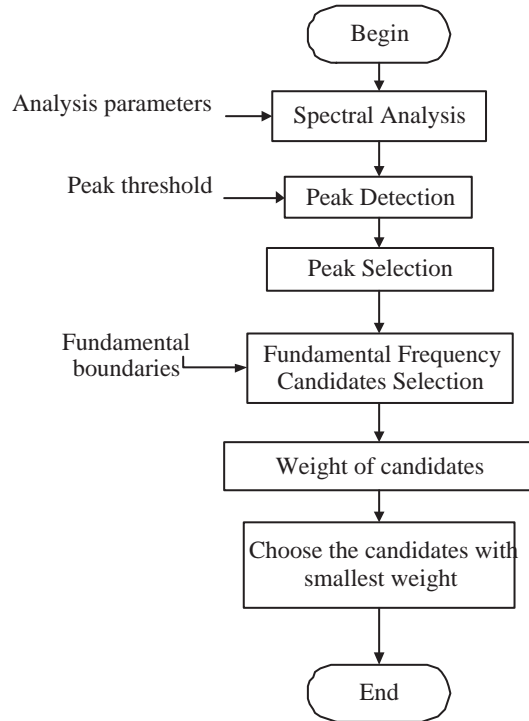 Begin
Analysis parameters
Spectral Analysis
Peak threshold
Peak Detection
Peak Selection
Fundamental
boundaries
Fundamental Frequency
Candidates Selection
Weight of candidates
Choose the candidates with
smallest weight
End